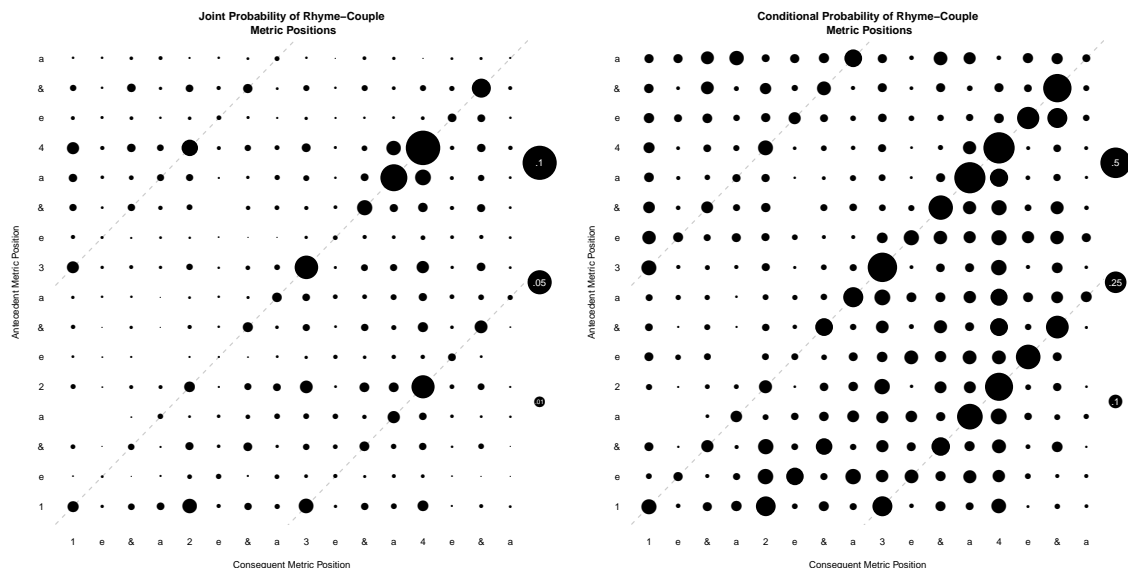 Joint Probability of Rhyme−Couple
Metric Positions
a
&
e
4
a
&
e
3
a
&
e
2
a
&
e
1
Antecedent Metric Position
1 e & a 2 e & a 3 e & a 4 e & a
Consequent Metric Position
.1
.05
.01
Conditional Probability of Rhyme−Couple
Metric Positions
a
&
e
4
a
&
e
3
a
&
e
2
a
&
e
1
Antecedent Metric Position
1 e & a 2 e & a 3 e & a 4 e & a
Consequent Metric Position
.5
.25
.1